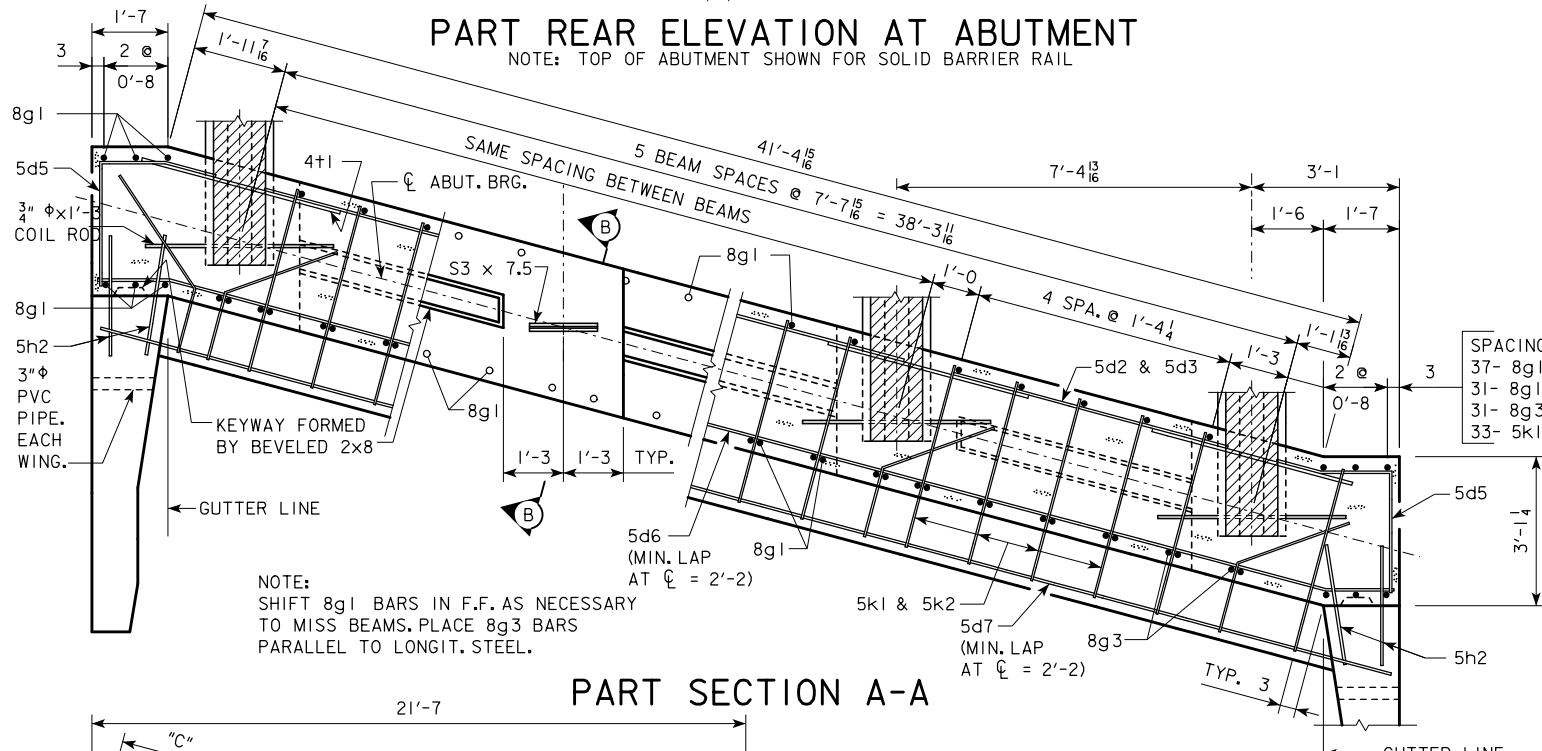 PART REAR ELEVATION AT ABUTMENT
NOTE: TOP OF ABUTMENT SHOWN FOR SOLID BARRIER RAIL
1'-7
3
2 @
0'-8
1'-11 7/16
8g1
5d5
3/4" Φx1'-3
COIL ROD
8g1
5h2
3"Φ
PVC
PIPE.
EACH
WING.
4t1
℄ ABUT. BRG.
SAME SPACING BETWEEN BEAMS
5 BEAM SPACES @ 7'-7 15/16 = 38'-3 11/16
41'-4 15/16
7'-4 13/16
3'-1
1'-6
1'-7
B
S3 x 7.5
8g1
1'-0
4 SPA. @ 1'-4 1/4
1'-1 13/16
1'-3
2 @
0'-8
3
SPACING
37- 8g1
31- 8g1
31- 8g3
33- 5k1
5d2 & 5d3
KEYWAY FORMED
BY BEVELED 2x8
8g1
1'-3
1'-3
TYP.
B
GUTTER LINE
5d6
(MIN. LAP
AT ℄ = 2'-2)
8g1
5k1 & 5k2
5d7
(MIN. LAP
AT ℄ = 2'-2)
8g3
5d5
3'-1 1/4
5h2
TYP. 3
NOTE:
SHIFT 8g1 BARS IN F.F. AS NECESSARY
TO MISS BEAMS. PLACE 8g3 BARS
PARALLEL TO LONGIT. STEEL.
PART SECTION A-A
21'-7
"C"
GUTTER LINE